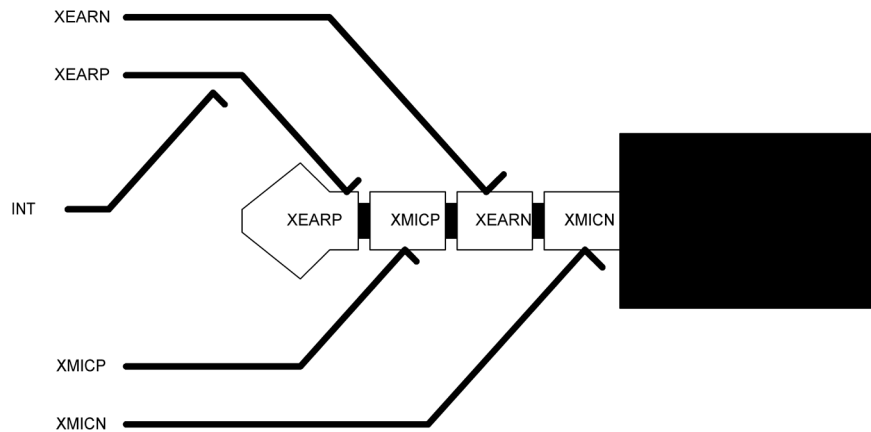 XEARN
XEARP
INT
XEARP XMICP XEARN XMICN
XMICP
XMICN